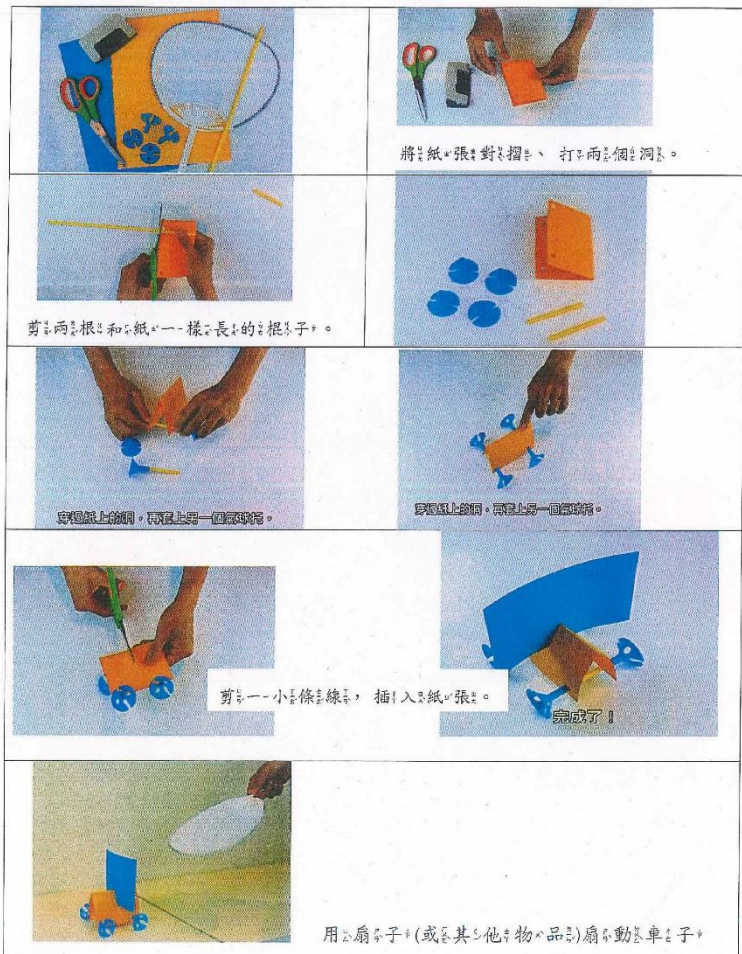 將紙張對摺、 打兩個洞。
剪兩根和紙一樣長的棍子。
穿過紙上的洞，再套上另一個氣球托。
穿過紙上的洞，再套上另一個氣球托。
剪一小條線，插入紙張。
完成了！
用扇子(或其他物品)扇動車子